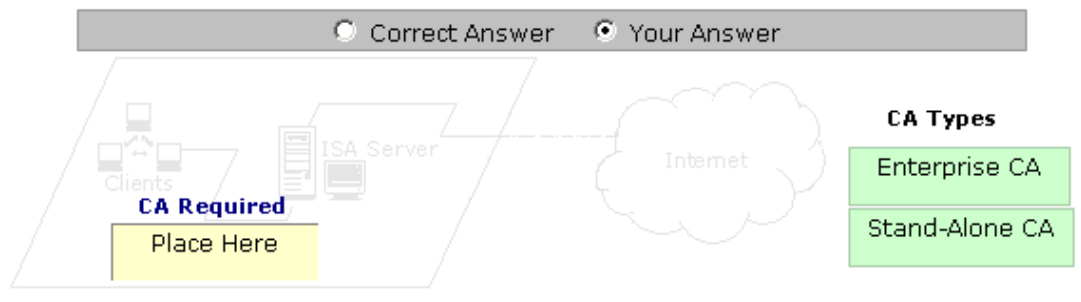 Correct Answer Your Answer
CA Types
ISA Server
Internet
Enterprise CA
Clients
CA Required
Stand-Alone CA
Place Here